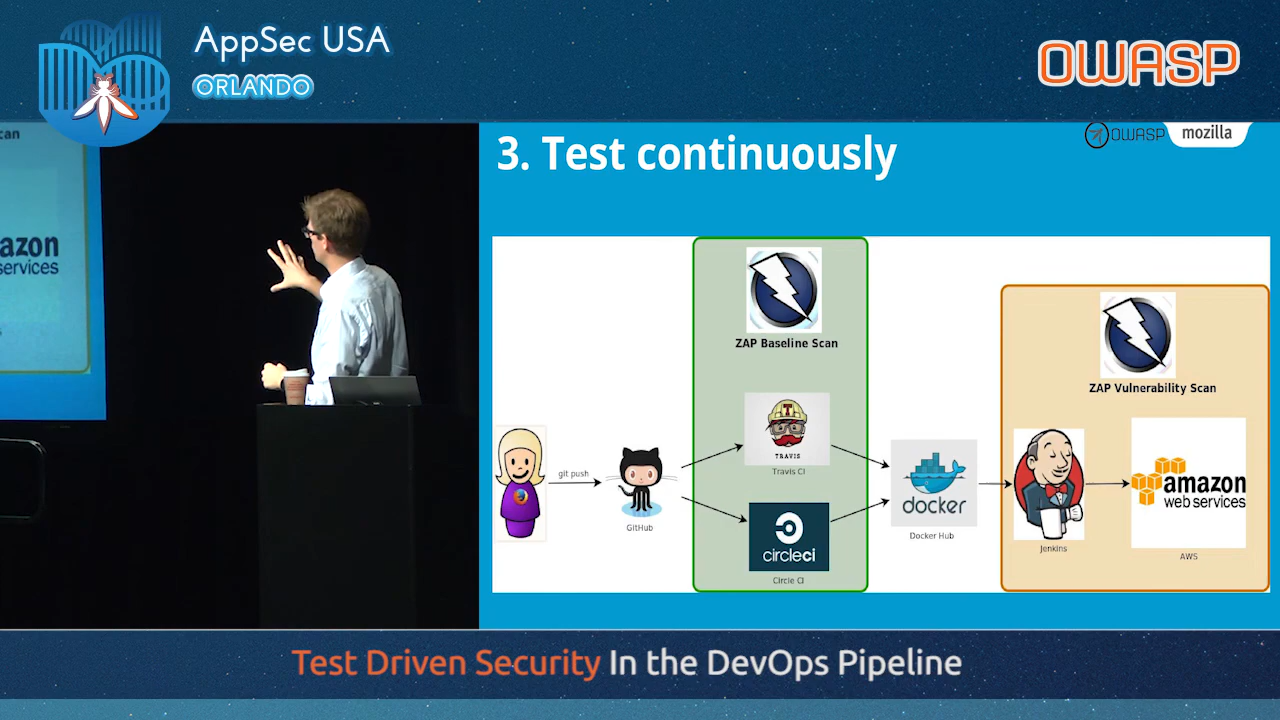 AppSec USA
ORLANDO
OWASP
can
azon
services
OWASP
mozilla
3. Test continuously
ZAP Baseline Scan
ZAP Vulnerability Scan
git push
GitHub
TRAVIS
Travis CI
circleci
Circle CI
docker
Docker Hub
Jenkins
amazon
web services
AWS
Test Driven Security In the DevOps Pipeline